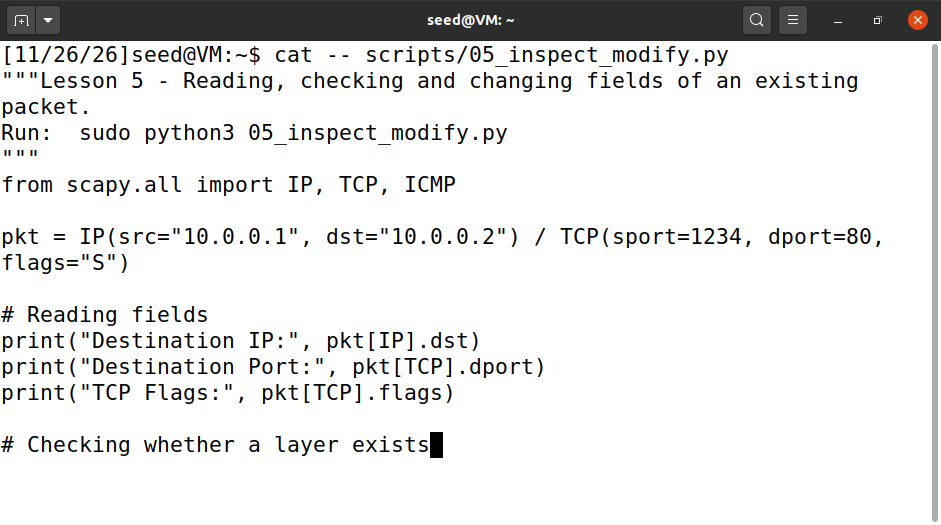 seed@VM: ~
[11/26/26]seed@VM:~$ cat -- scripts/05_inspect_modify.py
"""Lesson 5 - Reading, checking and changing fields of an existing
packet.
Run:  sudo python3 05_inspect_modify.py
"""
from scapy.all import IP, TCP, ICMP

pkt = IP(src="10.0.0.1", dst="10.0.0.2") / TCP(sport=1234, dport=80,
flags="S")

# Reading fields
print("Destination IP:", pkt[IP].dst)
print("Destination Port:", pkt[TCP].dport)
print("TCP Flags:", pkt[TCP].flags)

# Checking whether a layer exists